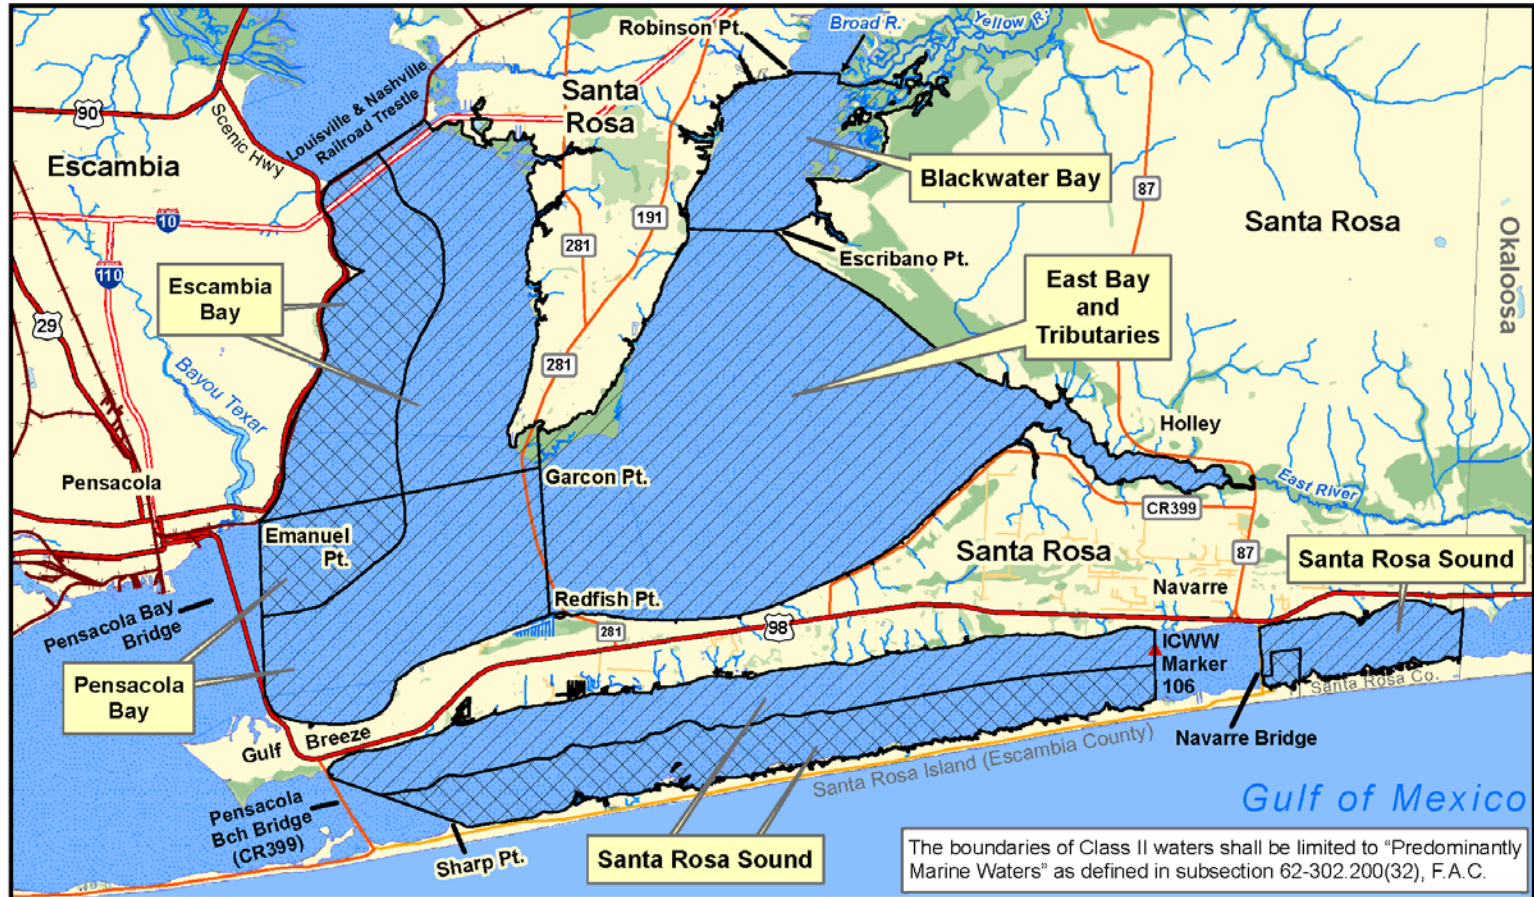 Robinson Pt.
Broad R.
Yellow R.
90
Scenic Hwy
Louisville & Nashville
Railroad Trestle
Santa
Rosa
Escambia
Blackwater Bay
87
10
191
281
Santa Rosa
Okaloosa
110
Escribano Pt.
Escambia
Bay
East Bay
and
Tributaries
29
281
Bayou Texar
Holley
Pensacola
Garcon Pt.
East River
CR399
Emanuel
Pt.
Santa Rosa
87
Santa Rosa Sound
Pensacola Bay
Bridge
Redfish Pt.
Navarre
281
98
ICWW
Marker
106
Pensacola
Bay
Santa Rosa Co.
Gulf Breeze
Navarre Bridge
Santa Rosa Island (Escambia County)
Pensacola
Bch Bridge
(CR399)
Gulf of Mexico
Sharp Pt.
Santa Rosa Sound
The boundaries of Class II waters shall be limited to “Predominantly
Marine Waters” as defined in subsection 62-302.200(32), F.A.C.